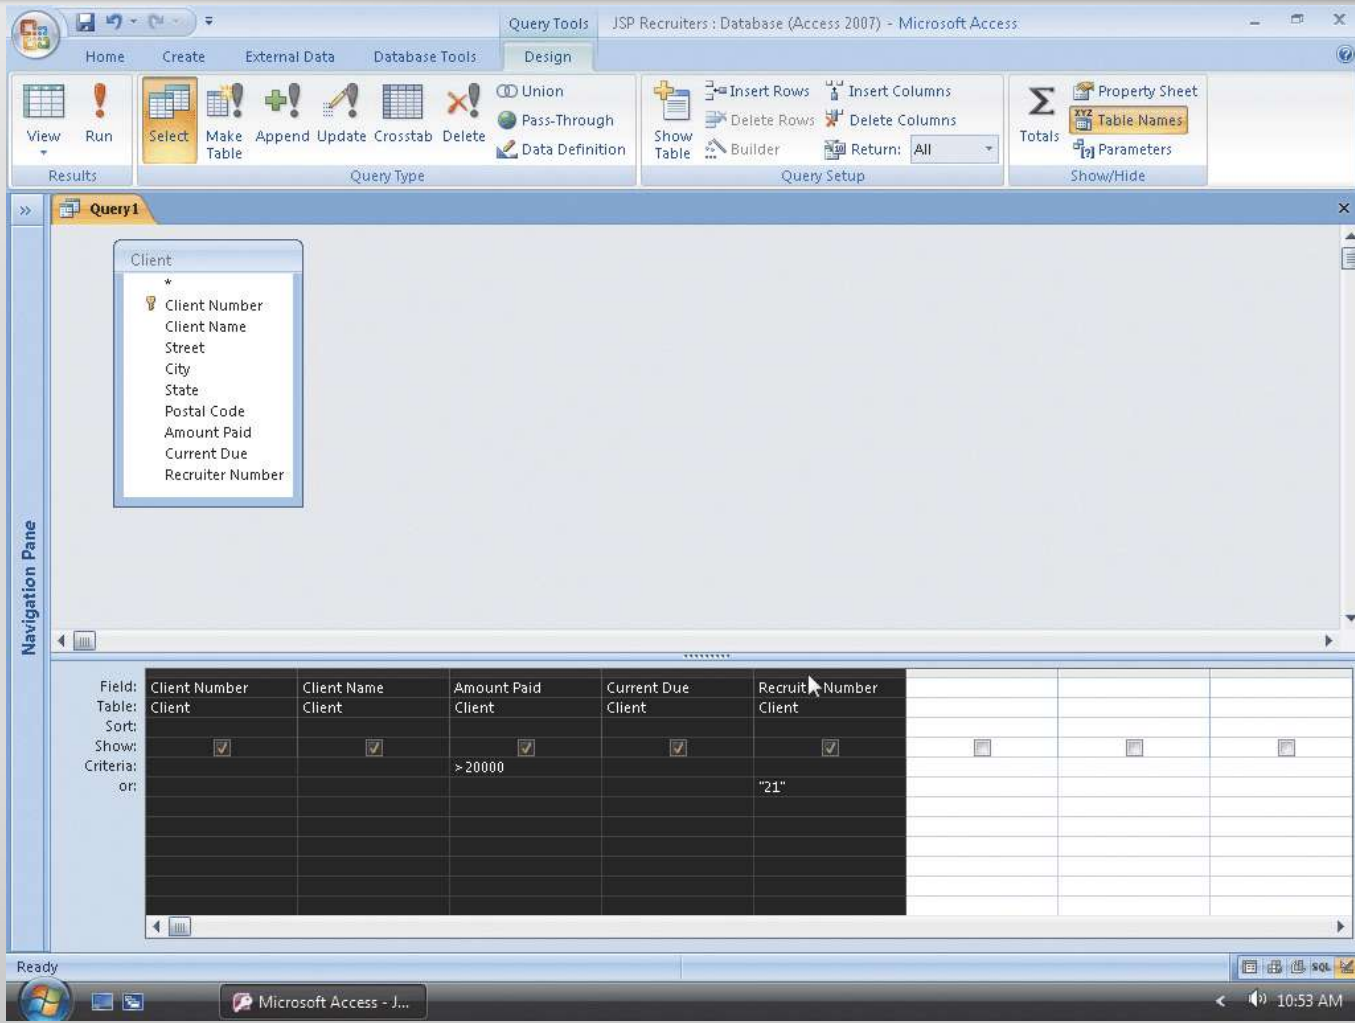 Query Tools JSP Recruiters : Database (Access 2007) - Microsoft Access
Home Create External Data Database Tools Design
View Run Select Make Table Append Update Crosstab Delete
Union
Pass-Through
Data Definition
Show Table
Insert Rows
Delete Rows
Builder
Insert Columns
Delete Columns
Return: All
Totals
Property Sheet
Table Names
Parameters
Results Query Type Query Setup Show/Hide
Query1
Client
*
Client Number
Client Name
Street
City
State
Postal Code
Amount Paid
Current Due
Recruiter Number
Navigation Pane
Field: Client Number Client Name Amount Paid Current Due Recruit Number
Table: Client Client Client Client Client
Sort:
Show:
Criteria: >20000
or: "21"
Ready
SQL
Microsoft Access - J...
10:53 AM